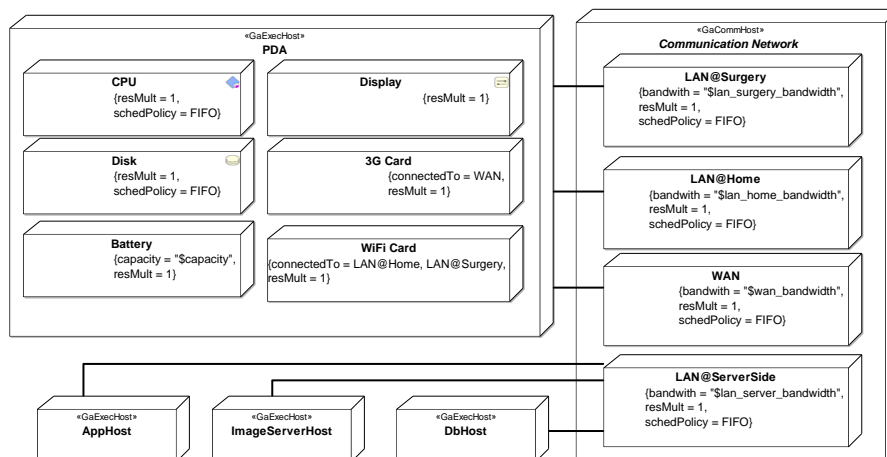 «GaExecHost»
PDA
CPU
{resMult = 1,
schedPolicy = FIFO}
Display
{resMult = 1}
Disk
{resMult = 1,
schedPolicy = FIFO}
3G Card
{connectedTo = WAN,
resMult = 1}
Battery
{capacity = "$capacity",
resMult = 1}
WiFi Card
{connectedTo = LAN@Home, LAN@Surgery,
resMult = 1}
«GaCommHost»
Communication Network
LAN@Surgery
{bandwith = "$lan_surgery_bandwidth",
resMult = 1,
schedPolicy = FIFO}
LAN@Home
{bandwith = "$lan_home_bandwidth",
resMult = 1,
schedPolicy = FIFO}
WAN
{bandwith = "$wan_bandwidth",
resMult = 1,
schedPolicy = FIFO}
LAN@ServerSide
{bandwith = "$lan_server_bandwidth",
resMult = 1,
schedPolicy = FIFO}
«GaExecHost»
AppHost
«GaExecHost»
ImageServerHost
«GaExecHost»
DbHost